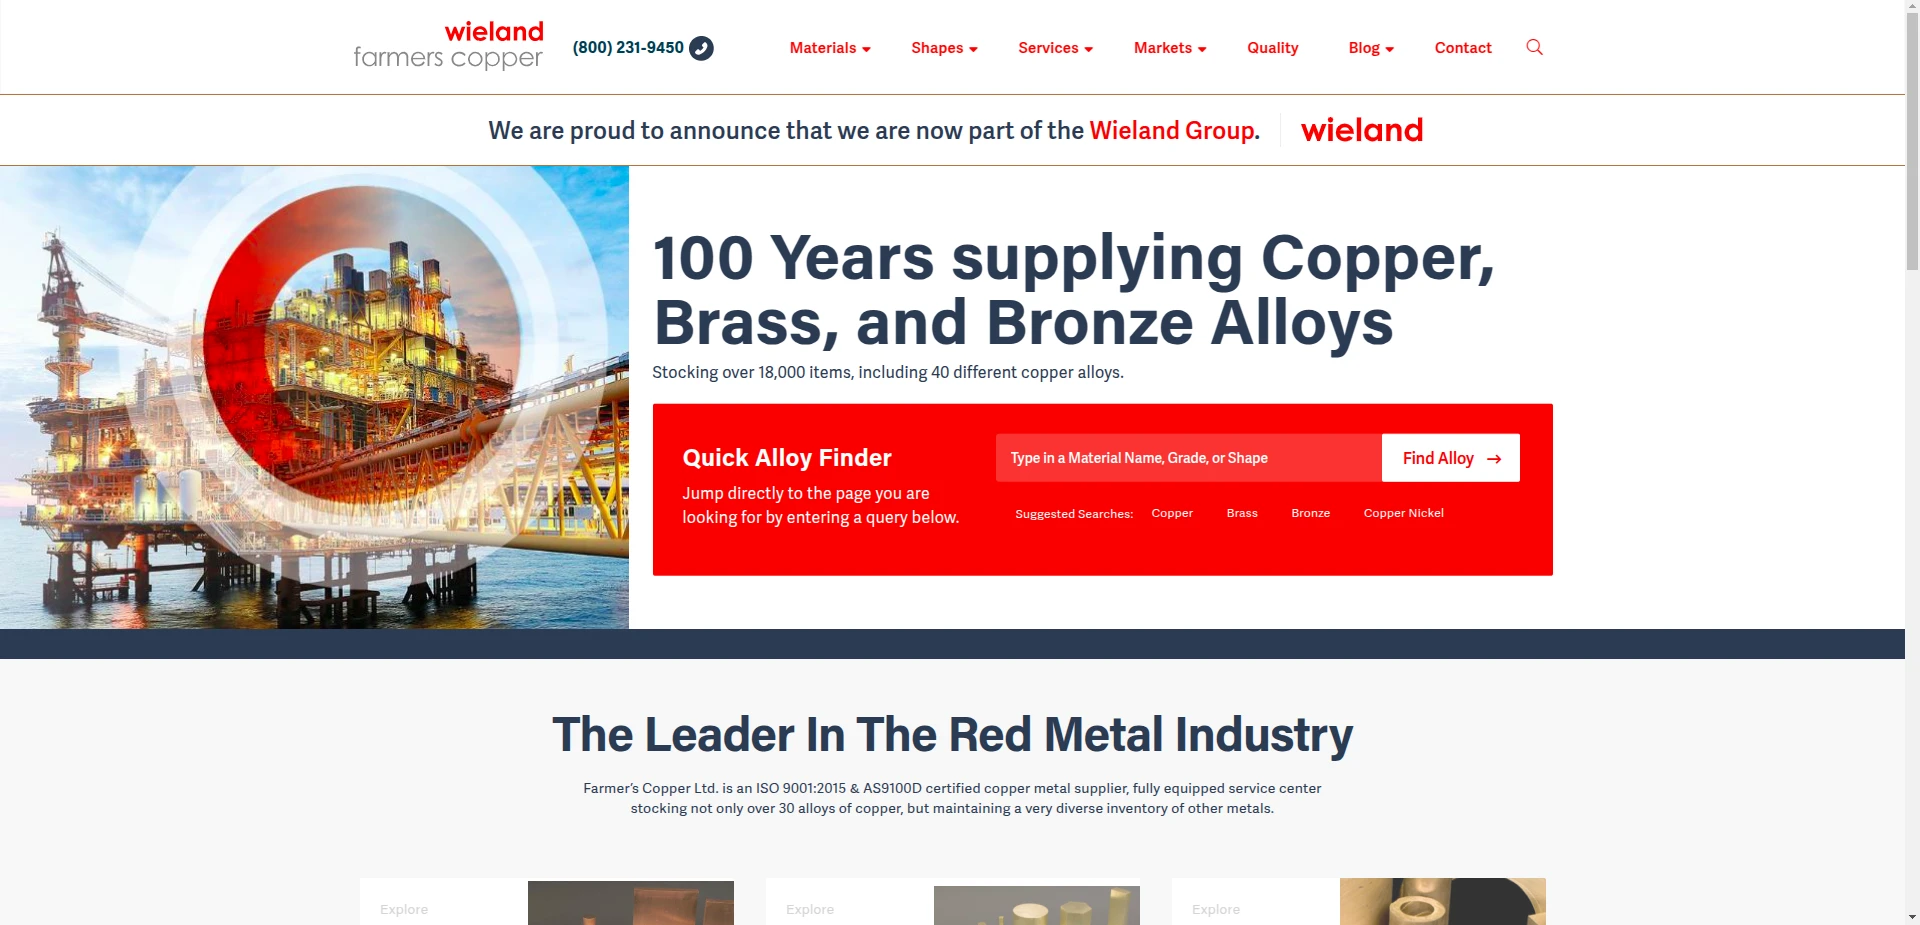 wieland
farmers copper
(800) 231-9450
Materials
Shapes
Services
Markets
Quality
Blog
Contact
We are proud to announce that we are now part of the Wieland Group.
wieland
100 Years supplying Copper,
Brass, and Bronze Alloys
Stocking over 18,000 items, including 40 different copper alloys.
Quick Alloy Finder
Jump directly to the page you are
looking for by entering a query below.
Type in a Material Name, Grade, or Shape
Find Alloy →
Suggested Searches: Copper Brass Bronze Copper Nickel
The Leader In The Red Metal Industry
Farmer’s Copper Ltd. is an ISO 9001:2015 & AS9100D certified copper metal supplier, fully equipped service center
stocking not only over 30 alloys of copper, but maintaining a very diverse inventory of other metals.
Explore
Explore
Explore